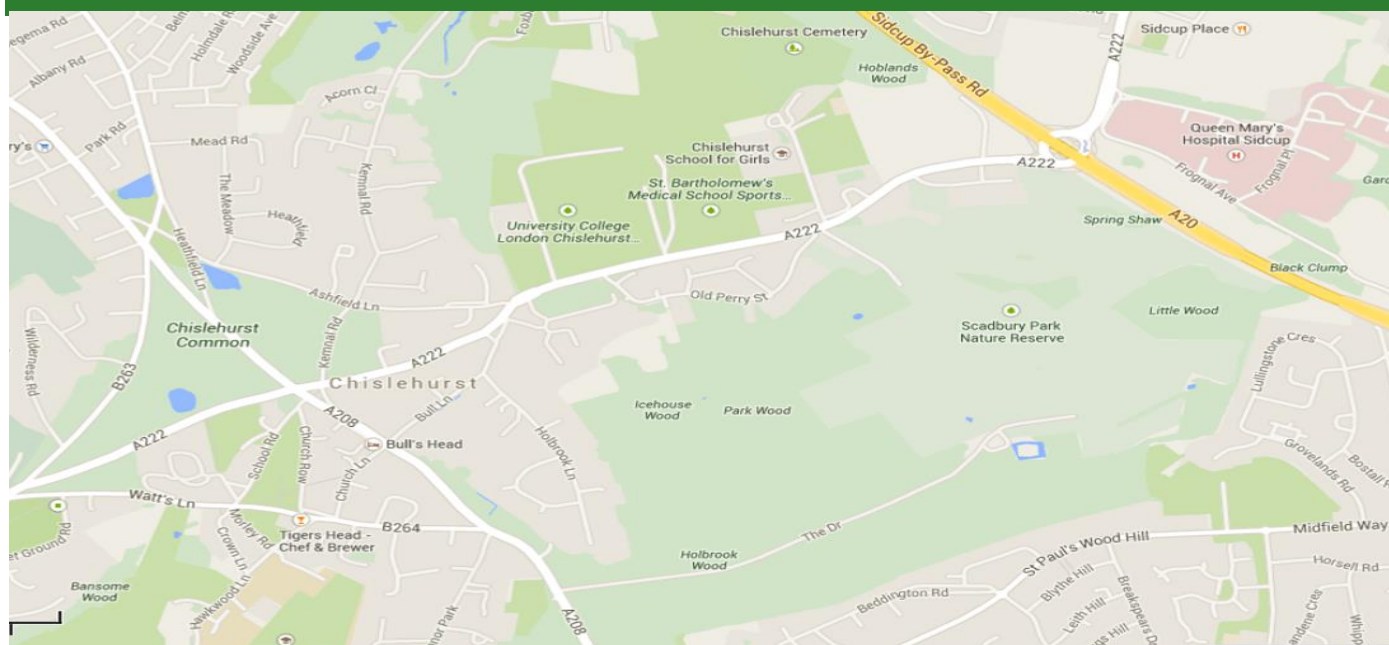 Holmdale Rd
Woodside Ave
Albany Rd
Park Rd
Mead Rd
Acorn Cl
Kemnal Rd
The Meadow
Heathfield
Heathfield Ln
Ashfield Ln
Kemnal Rd
Chislehurst
Common
Wilderness Rd
B263
A222
A222
Chislehurst
A208
Bull Ln
Bull's Head
School Rd
Church Row
Church Ln
Holbrook Ln
Watt's Ln
B264
Tigers Head -
Chef & Brewer
Morley Rd
Crown Ln
Hawkwood Ln
Bansome
Wood
A208
Chislehurst Cemetery
Hoblands
Wood
Sidcup By-Pass Rd
A222
Sidcup Place
Queen Mary's
Hospital Sidcup
Frognal Ave
Frognal Pl
Chislehurst
School for Girls
St. Bartholomew's
Medical School Sports...
University College
London Chislehurst...
A222
A222
Old Perry St
Spring Shaw
A20
Black Clump
Little Wood
Scadbury Park
Nature Reserve
Lullingstone Cres
Icehouse
Wood
Park Wood
Grovelands Rd
Holbrook
Wood
The Dr
St Paul's Wood Hill
Midfield Way
Horsell Rd
Beddington Rd
Blythe Hill
Leith Hill